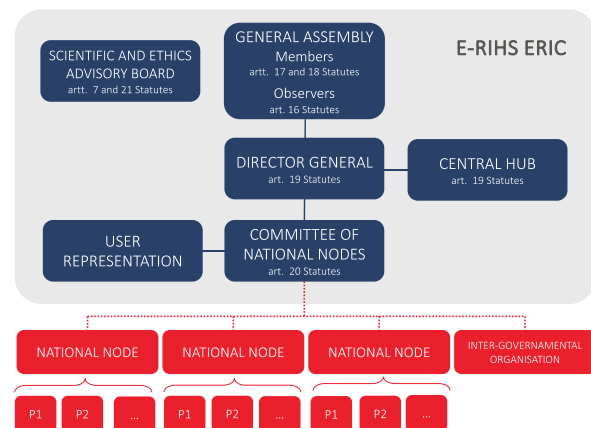 E-RIHS ERIC
SCIENTIFIC AND ETHICS
ADVISORY BOARD
artt. 7 and 21 Statutes
GENERAL ASSEMBLY
Members
artt. 17 and 18 Statutes
Observers
art. 16 Statutes
DIRECTOR GENERAL
art. 19 Statutes
CENTRAL HUB
art. 19 Statutes
USER
REPRESENTATION
COMMITTEE OF
NATIONAL NODES
art. 20 Statutes
NATIONAL NODE
NATIONAL NODE
NATIONAL NODE
INTER-GOVERNAMENTAL
ORGANISATION
P1
P2
...
P1
P2
...
P1
P2
...